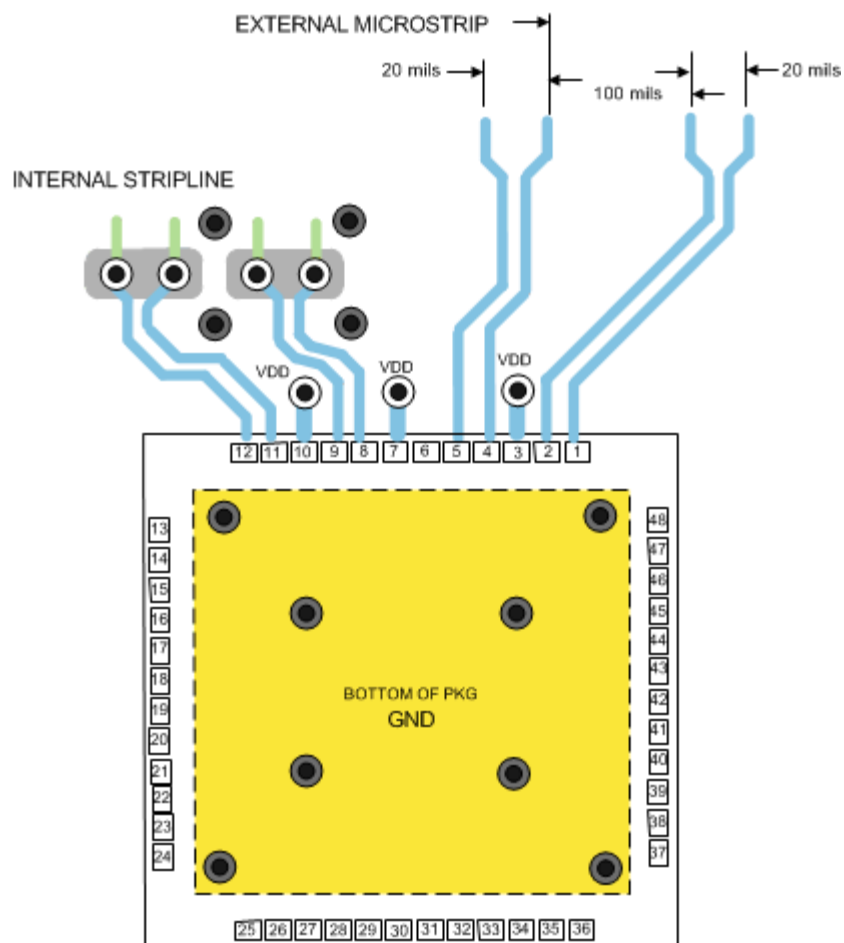 EXTERNAL MICROSTRIP
20 mils
20 mils
100 mils
INTERNAL STRIPLINE
VDD
VDD
VDD
12 11 10 9 8 7 6 5 4 3 2 1
13
14
15
16
17
18
19
20
21
22
23
24
48
47
46
45
44
43
42
41
40
39
38
37
BOTTOM OF PKG
GND
25 26 27 28 29 30 31 32 33 34 35 36